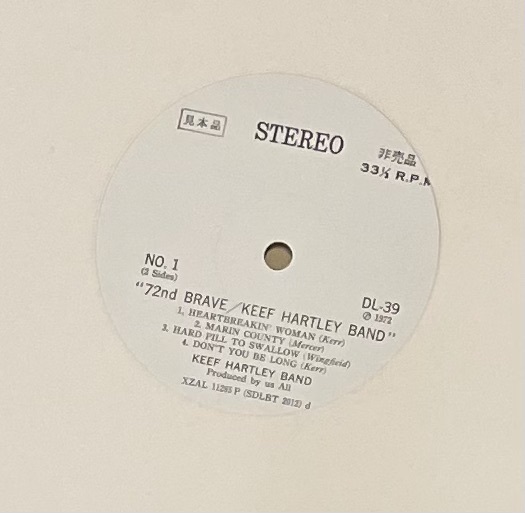 見本品
STEREO
非売品
33⅓ R.P.M
NO. 1
(2 Sides)
DL-39
℗ 1972
"72nd BRAVE/KEEF HARTLEY BAND"
1. HEARTBREAKIN' WOMAN (Kerr)
2. MARIN COUNTY (Mercer)
3. HARD PILL TO SWALLOW (Wingfield)
4. DON'T YOU BE LONG (Kerr)
KEEF HARTLEY BAND
Produced by us All
XZAL 11285 P (SDLBT 2012) d